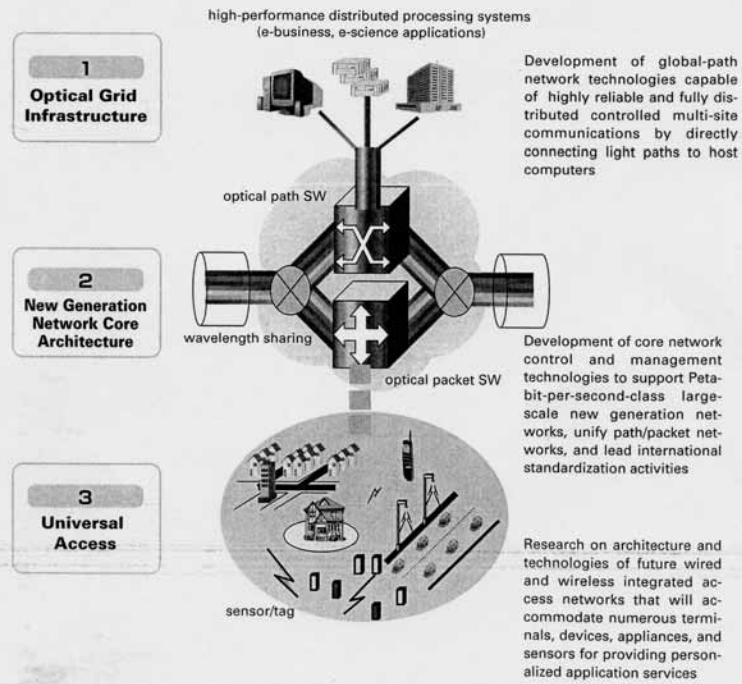 high-performance distributed processing systems
(e-business, e-science applications)
1
Optical Grid
Infrastructure
Development of global-path
network technologies capable
of highly reliable and fully dis-
tributed controlled multi-site
communications by directly
connecting light paths to host
computers
optical path SW
2
New Generation
Network Core
Architecture
wavelength sharing
optical packet SW
Development of core network
control and management
technologies to support Peta-
bit-per-second-class large-
scale new generation net-
works, unify path/packet net-
works, and lead international
standardization activities
3
Universal
Access
sensor/tag
Research on architecture and
technologies of future wired
and wireless integrated ac-
cess networks that will ac-
commodate numerous termi-
nals, devices, appliances, and
sensors for providing person-
alized application services